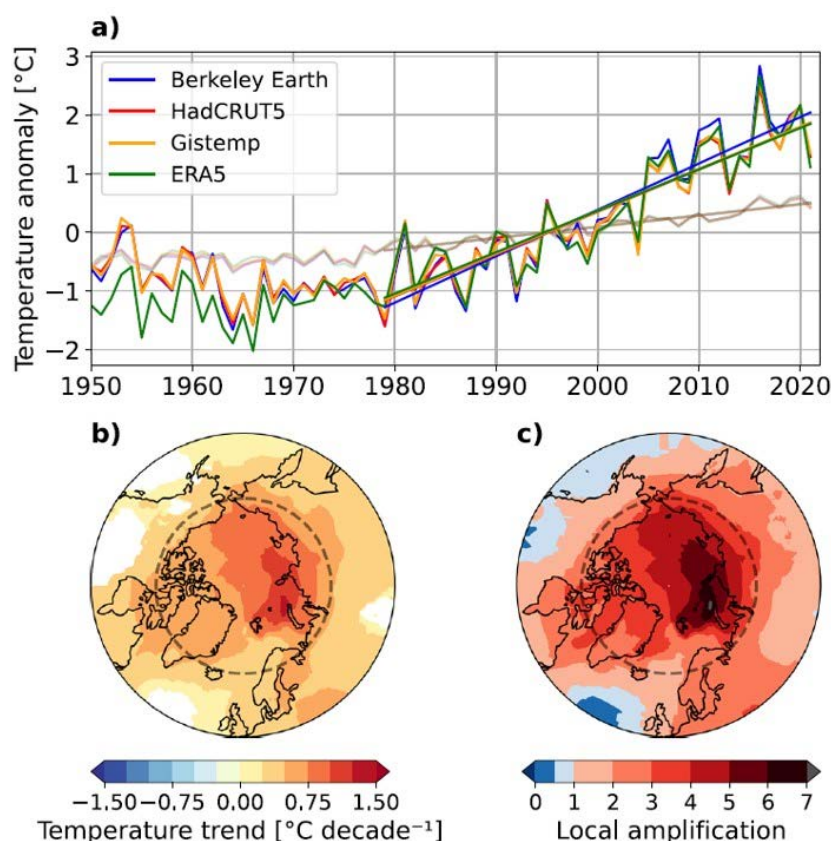 a)
Temperature anomaly [°C]
3
2
1
0
−1
−2
Berkeley Earth
HadCRUT5
Gistemp
ERA5
1950 1960 1970 1980 1990 2000 2010 2020
b)
c)
−1.50 −0.75 0.00 0.75 1.50
Temperature trend [°C decade⁻¹]
0 1 2 3 4 5 6 7
Local amplification